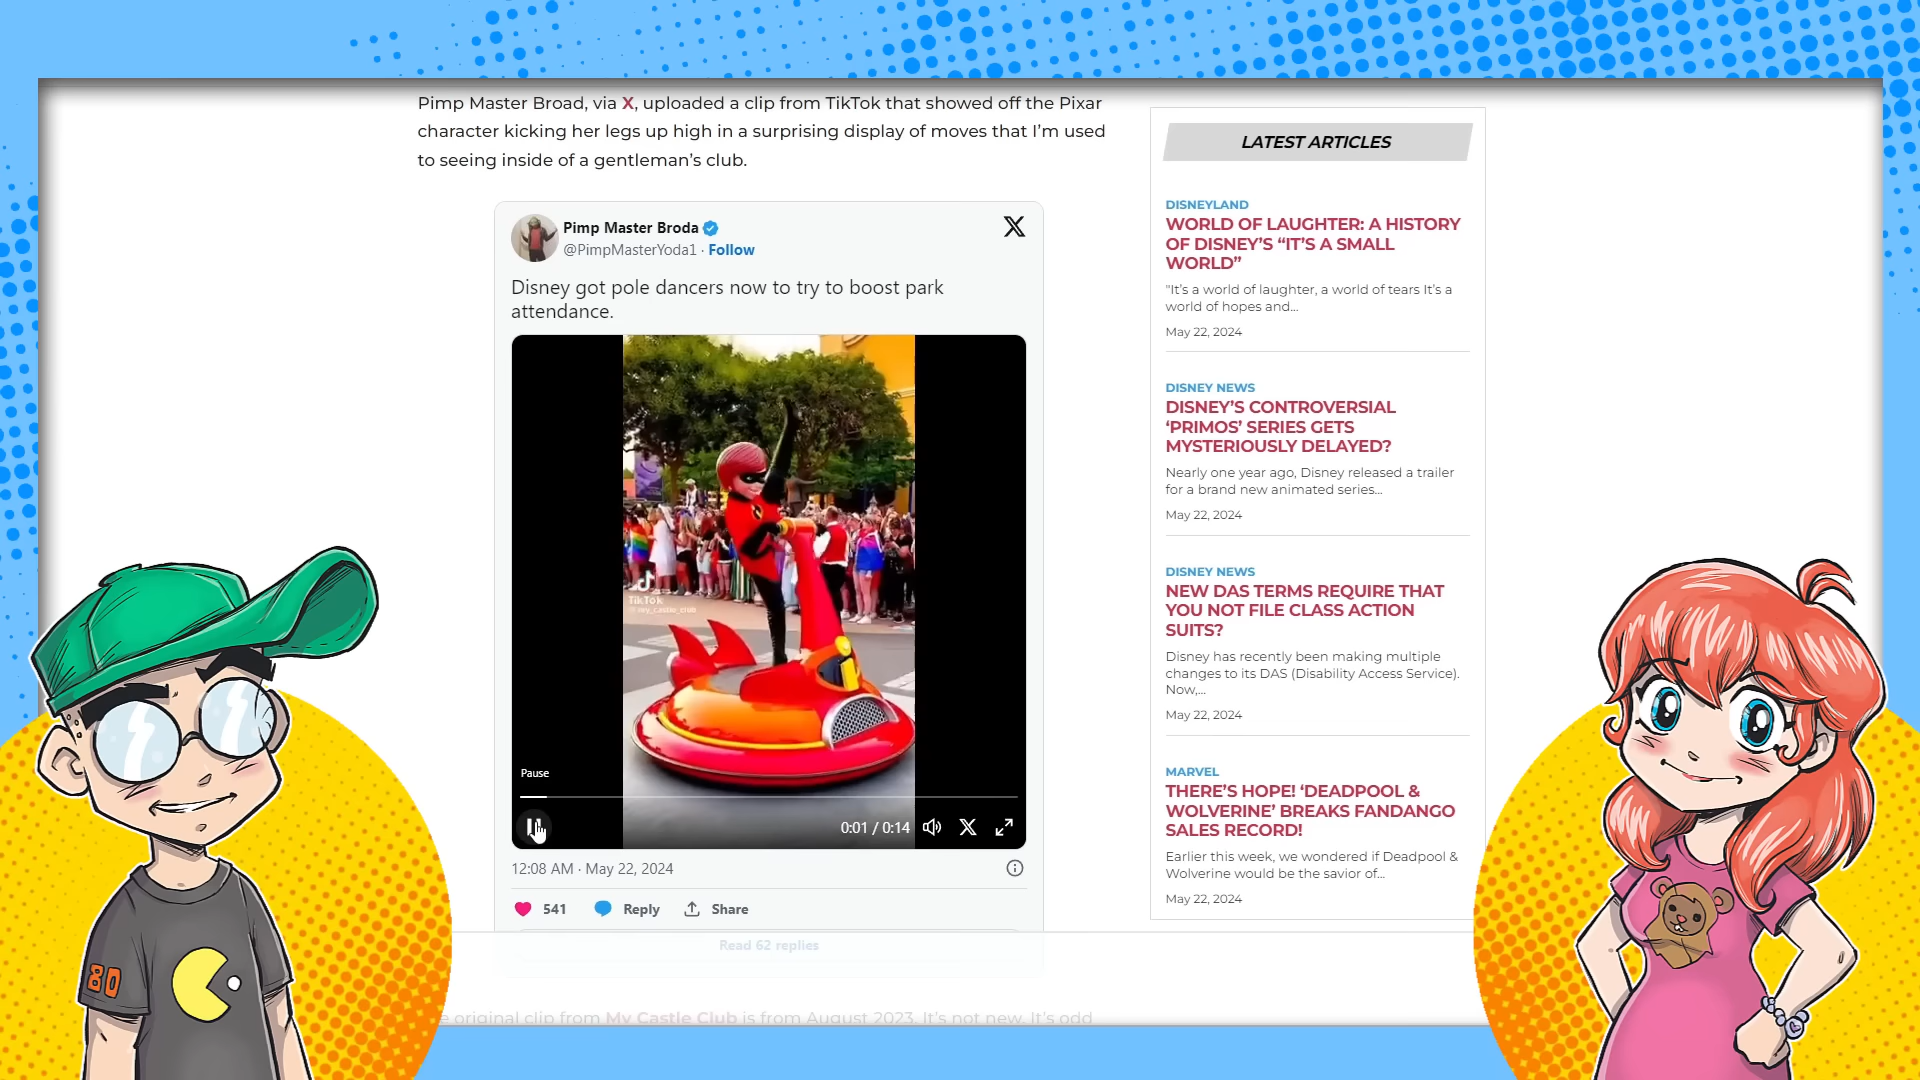 Pimp Master Broad, via X, uploaded a clip from TikTok that showed off the Pixar
character kicking her legs up high in a surprising display of moves that I'm used
to seeing inside of a gentleman's club.
Pimp Master Broda
@PimpMasterYoda1 · Follow
Disney got pole dancers now to try to boost park
attendance.
TikTok
Pause
0:01 / 0:14
12:08 AM · May 22, 2024
541
Reply
Share
Read 62 replies
e original clip from My Castle Club is from August 2023. It's not new. It's odd
LATEST ARTICLES
DISNEYLAND
WORLD OF LAUGHTER: A HISTORY
OF DISNEY'S “IT'S A SMALL
WORLD”
"It's a world of laughter, a world of tears It's a
world of hopes and...
May 22, 2024
DISNEY NEWS
DISNEY'S CONTROVERSIAL
‘PRIMOS’ SERIES GETS
MYSTERIOUSLY DELAYED?
Nearly one year ago, Disney released a trailer
for a brand new animated series...
May 22, 2024
DISNEY NEWS
NEW DAS TERMS REQUIRE THAT
YOU NOT FILE CLASS ACTION
SUITS?
Disney has recently been making multiple
changes to its DAS (Disability Access Service).
Now,...
May 22, 2024
MARVEL
THERE'S HOPE! ‘DEADPOOL &
WOLVERINE’ BREAKS FANDANGO
SALES RECORD!
Earlier this week, we wondered if Deadpool &
Wolverine would be the savior of...
May 22, 2024
80